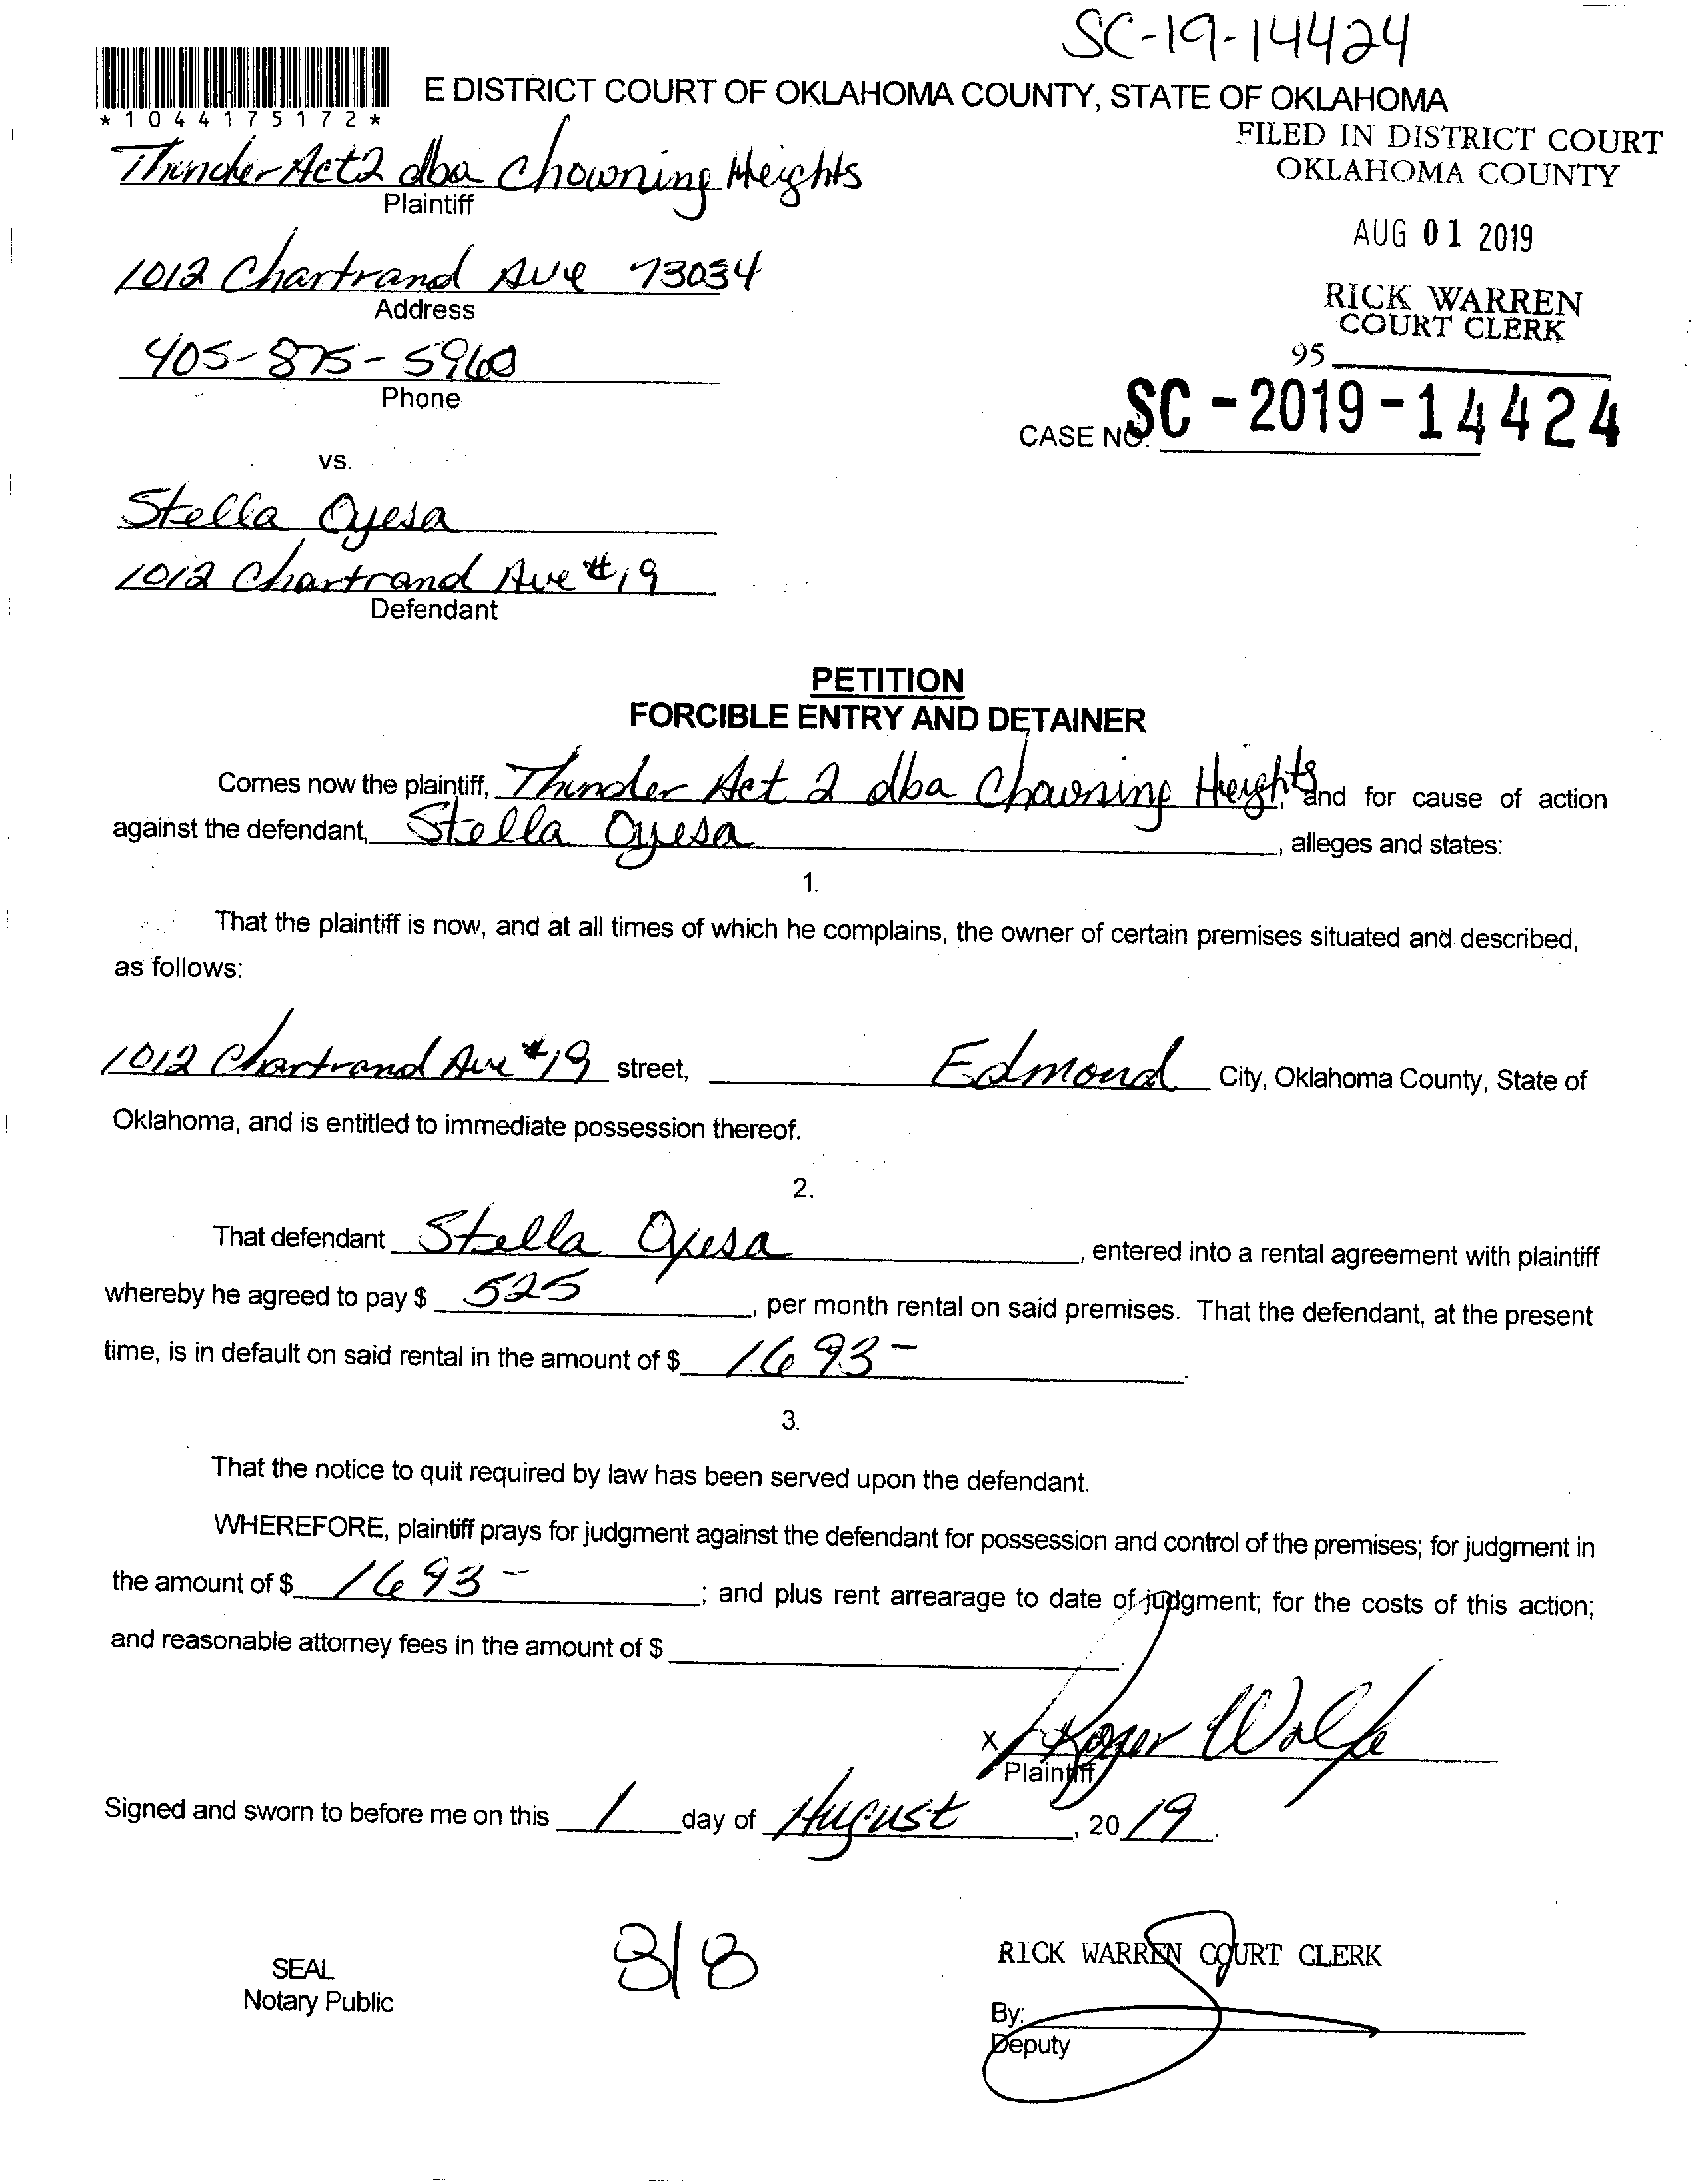 SC-19-14424
E DISTRICT COURT OF OKLAHOMA COUNTY, STATE OF OKLAHOMA
*1044175172*
FILED IN DISTRICT COURT
OKLAHOMA COUNTY
Thunder Act2 dba Chowning Heights
Plaintiff
AUG 01 2019
1012 Chartrand Ave 73034
Address
RICK WARREN
COURT CLERK
405-875-5960
Phone
95
CASE NO. SC-2019-14424
vs.
Stella Oyesa
1012 Chartrand Ave #19
Defendant
PETITION
FORCIBLE ENTRY AND DETAINER
Comes now the plaintiff, Thunder Act 2 dba Chowning Heights, and for cause of action
against the defendant, Stella Oyesa, alleges and states:
1.
That the plaintiff is now, and at all times of which he complains, the owner of certain premises situated and described,
as follows:
1012 Chartrand Ave #19 street, Edmond City, Oklahoma County, State of
Oklahoma, and is entitled to immediate possession thereof.
2.
That defendant Stella Oyesa, entered into a rental agreement with plaintiff
whereby he agreed to pay $ 525, per month rental on said premises. That the defendant, at the present
time, is in default on said rental in the amount of $ 1693-.
3.
That the notice to quit required by law has been served upon the defendant.
WHEREFORE, plaintiff prays for judgment against the defendant for possession and control of the premises; for judgment in
the amount of $ 1693-; and plus rent arrearage to date of judgment; for the costs of this action;
and reasonable attorney fees in the amount of $
x Roger Wolfe
Plaintiff
Signed and sworn to before me on this 1 day of August, 2019.
8/8
SEAL
Notary Public
RICK WARREN COURT CLERK
By:
Deputy